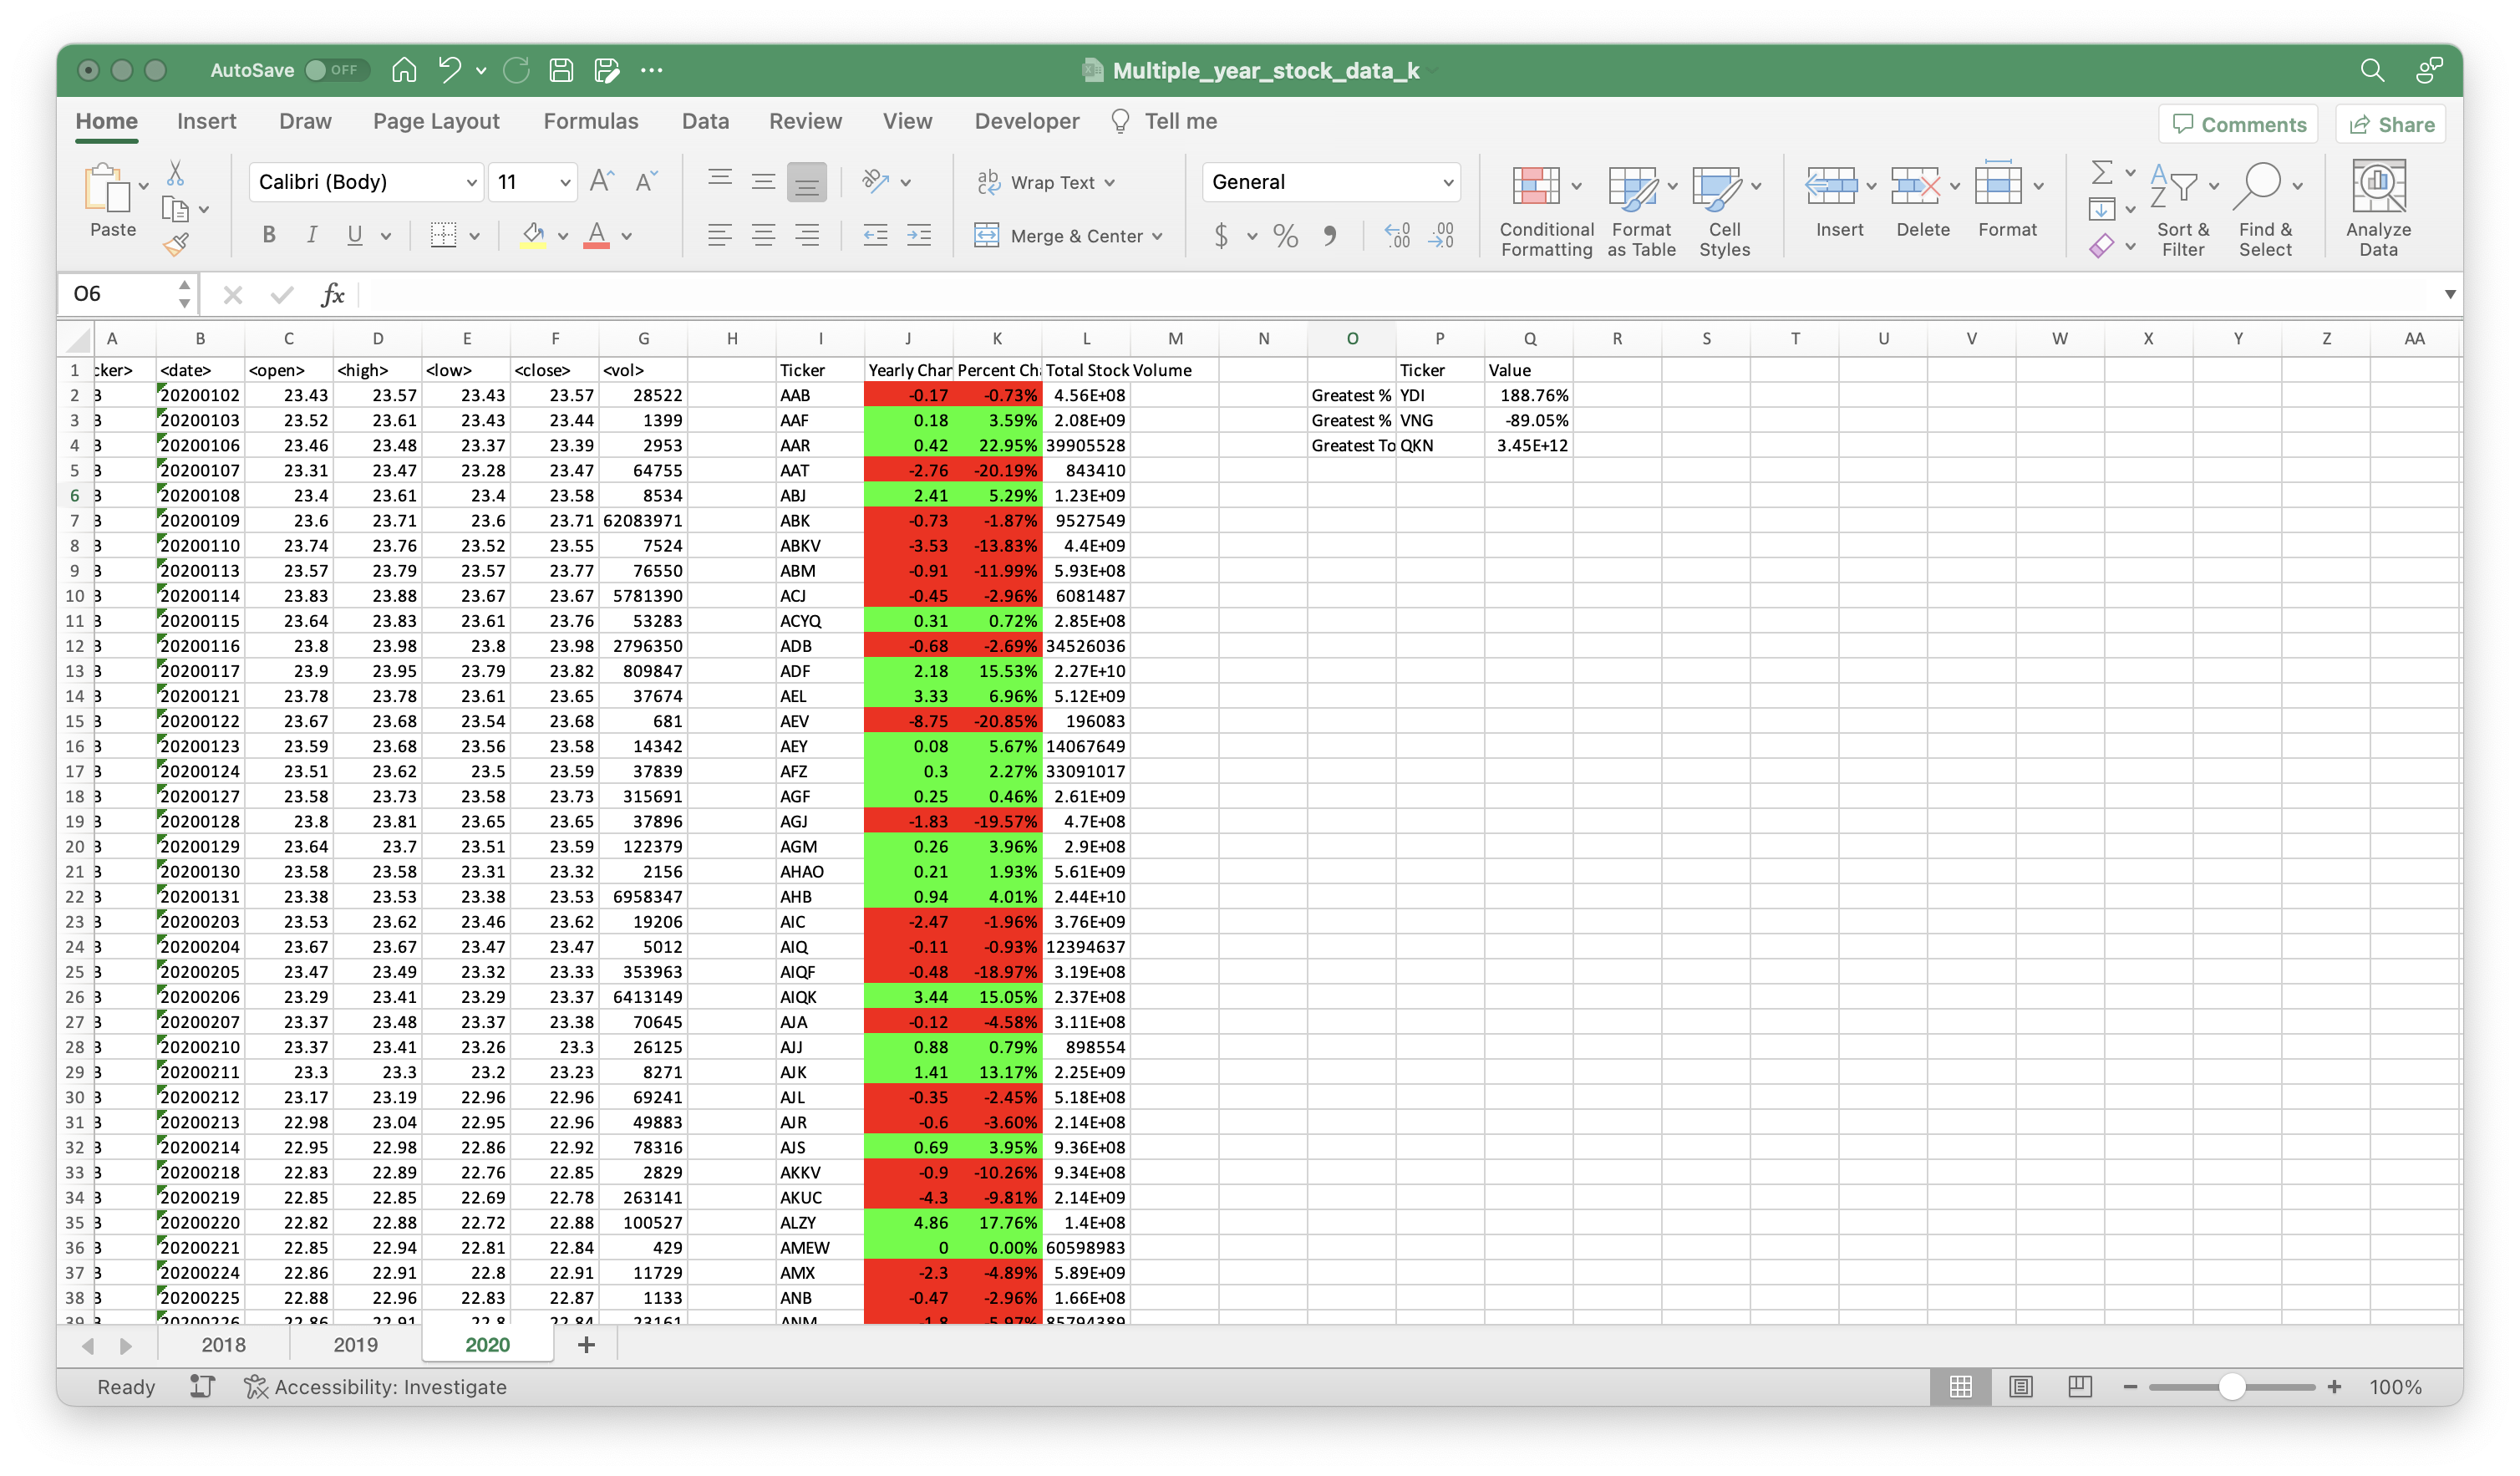 AutoSave OFF Multiple_year_stock_data_k
Home Insert Draw Page Layout Formulas Data Review View Developer Tell me Comments Share
Paste Calibri (Body) 11 Wrap Text General Conditional Formatting Format as Table Cell Styles Insert Delete Format Sort & Filter Find & Select Analyze Data
B I U Merge & Center $ %
O6 fx
A B C D E F G H I J K L M N O P Q R S T U V W X Y Z AA
1 cker> <date> <open> <high> <low> <close> <vol> Ticker Yearly Char Percent Ch Total Stock Volume Ticker Value
2 20200102 23.43 23.57 23.43 23.57 28522 AAB -0.17 -0.73% 4.56E+08 Greatest % YDI 188.76%
3 20200103 23.52 23.61 23.43 23.44 1399 AAF 0.18 3.59% 2.08E+09 Greatest % VNG -89.05%
4 20200106 23.46 23.48 23.37 23.39 2953 AAR 0.42 22.95% 39905528 Greatest To QKN 3.45E+12
5 20200107 23.31 23.47 23.28 23.47 64755 AAT -2.76 -20.19% 843410
6 20200108 23.4 23.61 23.4 23.58 8534 ABJ 2.41 5.29% 1.23E+09
7 20200109 23.6 23.71 23.6 23.71 62083971 ABK -0.73 -1.87% 9527549
8 20200110 23.74 23.76 23.52 23.55 7524 ABKV -3.53 -13.83% 4.4E+09
9 20200113 23.57 23.79 23.57 23.77 76550 ABM -0.91 -11.99% 5.93E+08
10 20200114 23.83 23.88 23.67 23.67 5781390 ACJ -0.45 -2.96% 6081487
11 20200115 23.64 23.83 23.61 23.76 53283 ACYQ 0.31 0.72% 2.85E+08
12 20200116 23.8 23.98 23.8 23.98 2796350 ADB -0.68 -2.69% 34526036
13 20200117 23.9 23.95 23.79 23.82 809847 ADF 2.18 15.53% 2.27E+10
14 20200121 23.78 23.78 23.61 23.65 37674 AEL 3.33 6.96% 5.12E+09
15 20200122 23.67 23.68 23.54 23.68 681 AEV -8.75 -20.85% 196083
16 20200123 23.59 23.68 23.56 23.58 14342 AEY 0.08 5.67% 14067649
17 20200124 23.51 23.62 23.5 23.59 37839 AFZ 0.3 2.27% 33091017
18 20200127 23.58 23.73 23.58 23.73 315691 AGF 0.25 0.46% 2.61E+09
19 20200128 23.8 23.81 23.65 23.65 37896 AGJ -1.83 -19.57% 4.7E+08
20 20200129 23.64 23.7 23.51 23.59 122379 AGM 0.26 3.96% 2.9E+08
21 20200130 23.58 23.58 23.31 23.32 2156 AHAO 0.21 1.93% 5.61E+09
22 20200131 23.38 23.53 23.38 23.53 6958347 AHB 0.94 4.01% 2.44E+10
23 20200203 23.53 23.62 23.46 23.62 19206 AIC -2.47 -1.96% 3.76E+09
24 20200204 23.67 23.67 23.47 23.47 5012 AIQ -0.11 -0.93% 12394637
25 20200205 23.47 23.49 23.32 23.33 353963 AIQF -0.48 -18.97% 3.19E+08
26 20200206 23.29 23.41 23.29 23.37 6413149 AIQK 3.44 15.05% 2.37E+08
27 20200207 23.37 23.48 23.37 23.38 70645 AJA -0.12 -4.58% 3.11E+08
28 20200210 23.37 23.41 23.26 23.3 26125 AJJ 0.88 0.79% 898554
29 20200211 23.3 23.3 23.2 23.23 8271 AJK 1.41 13.17% 2.25E+09
30 20200212 23.17 23.19 22.96 22.96 69241 AJL -0.35 -2.45% 5.18E+08
31 20200213 22.98 23.04 22.95 22.96 49883 AJR -0.6 -3.60% 2.14E+08
32 20200214 22.95 22.98 22.86 22.92 78316 AJS 0.69 3.95% 9.36E+08
33 20200218 22.83 22.89 22.76 22.85 2829 AKKV -0.9 -10.26% 9.34E+08
34 20200219 22.85 22.85 22.69 22.78 263141 AKUC -4.3 -9.81% 2.14E+09
35 20200220 22.82 22.88 22.72 22.88 100527 ALZY 4.86 17.76% 1.4E+08
36 20200221 22.85 22.94 22.81 22.84 429 AMEW 0 0.00% 60598983
37 20200224 22.86 22.91 22.8 22.91 11729 AMX -2.3 -4.89% 5.89E+09
38 20200225 22.88 22.96 22.83 22.87 1133 ANB -0.47 -2.96% 1.66E+08
39 20200226 22.86 22.91 22.8 22.84 23161 ANM -1.8 -5.97% 85794389
2018 2019 2020
Ready Accessibility: Investigate 100%